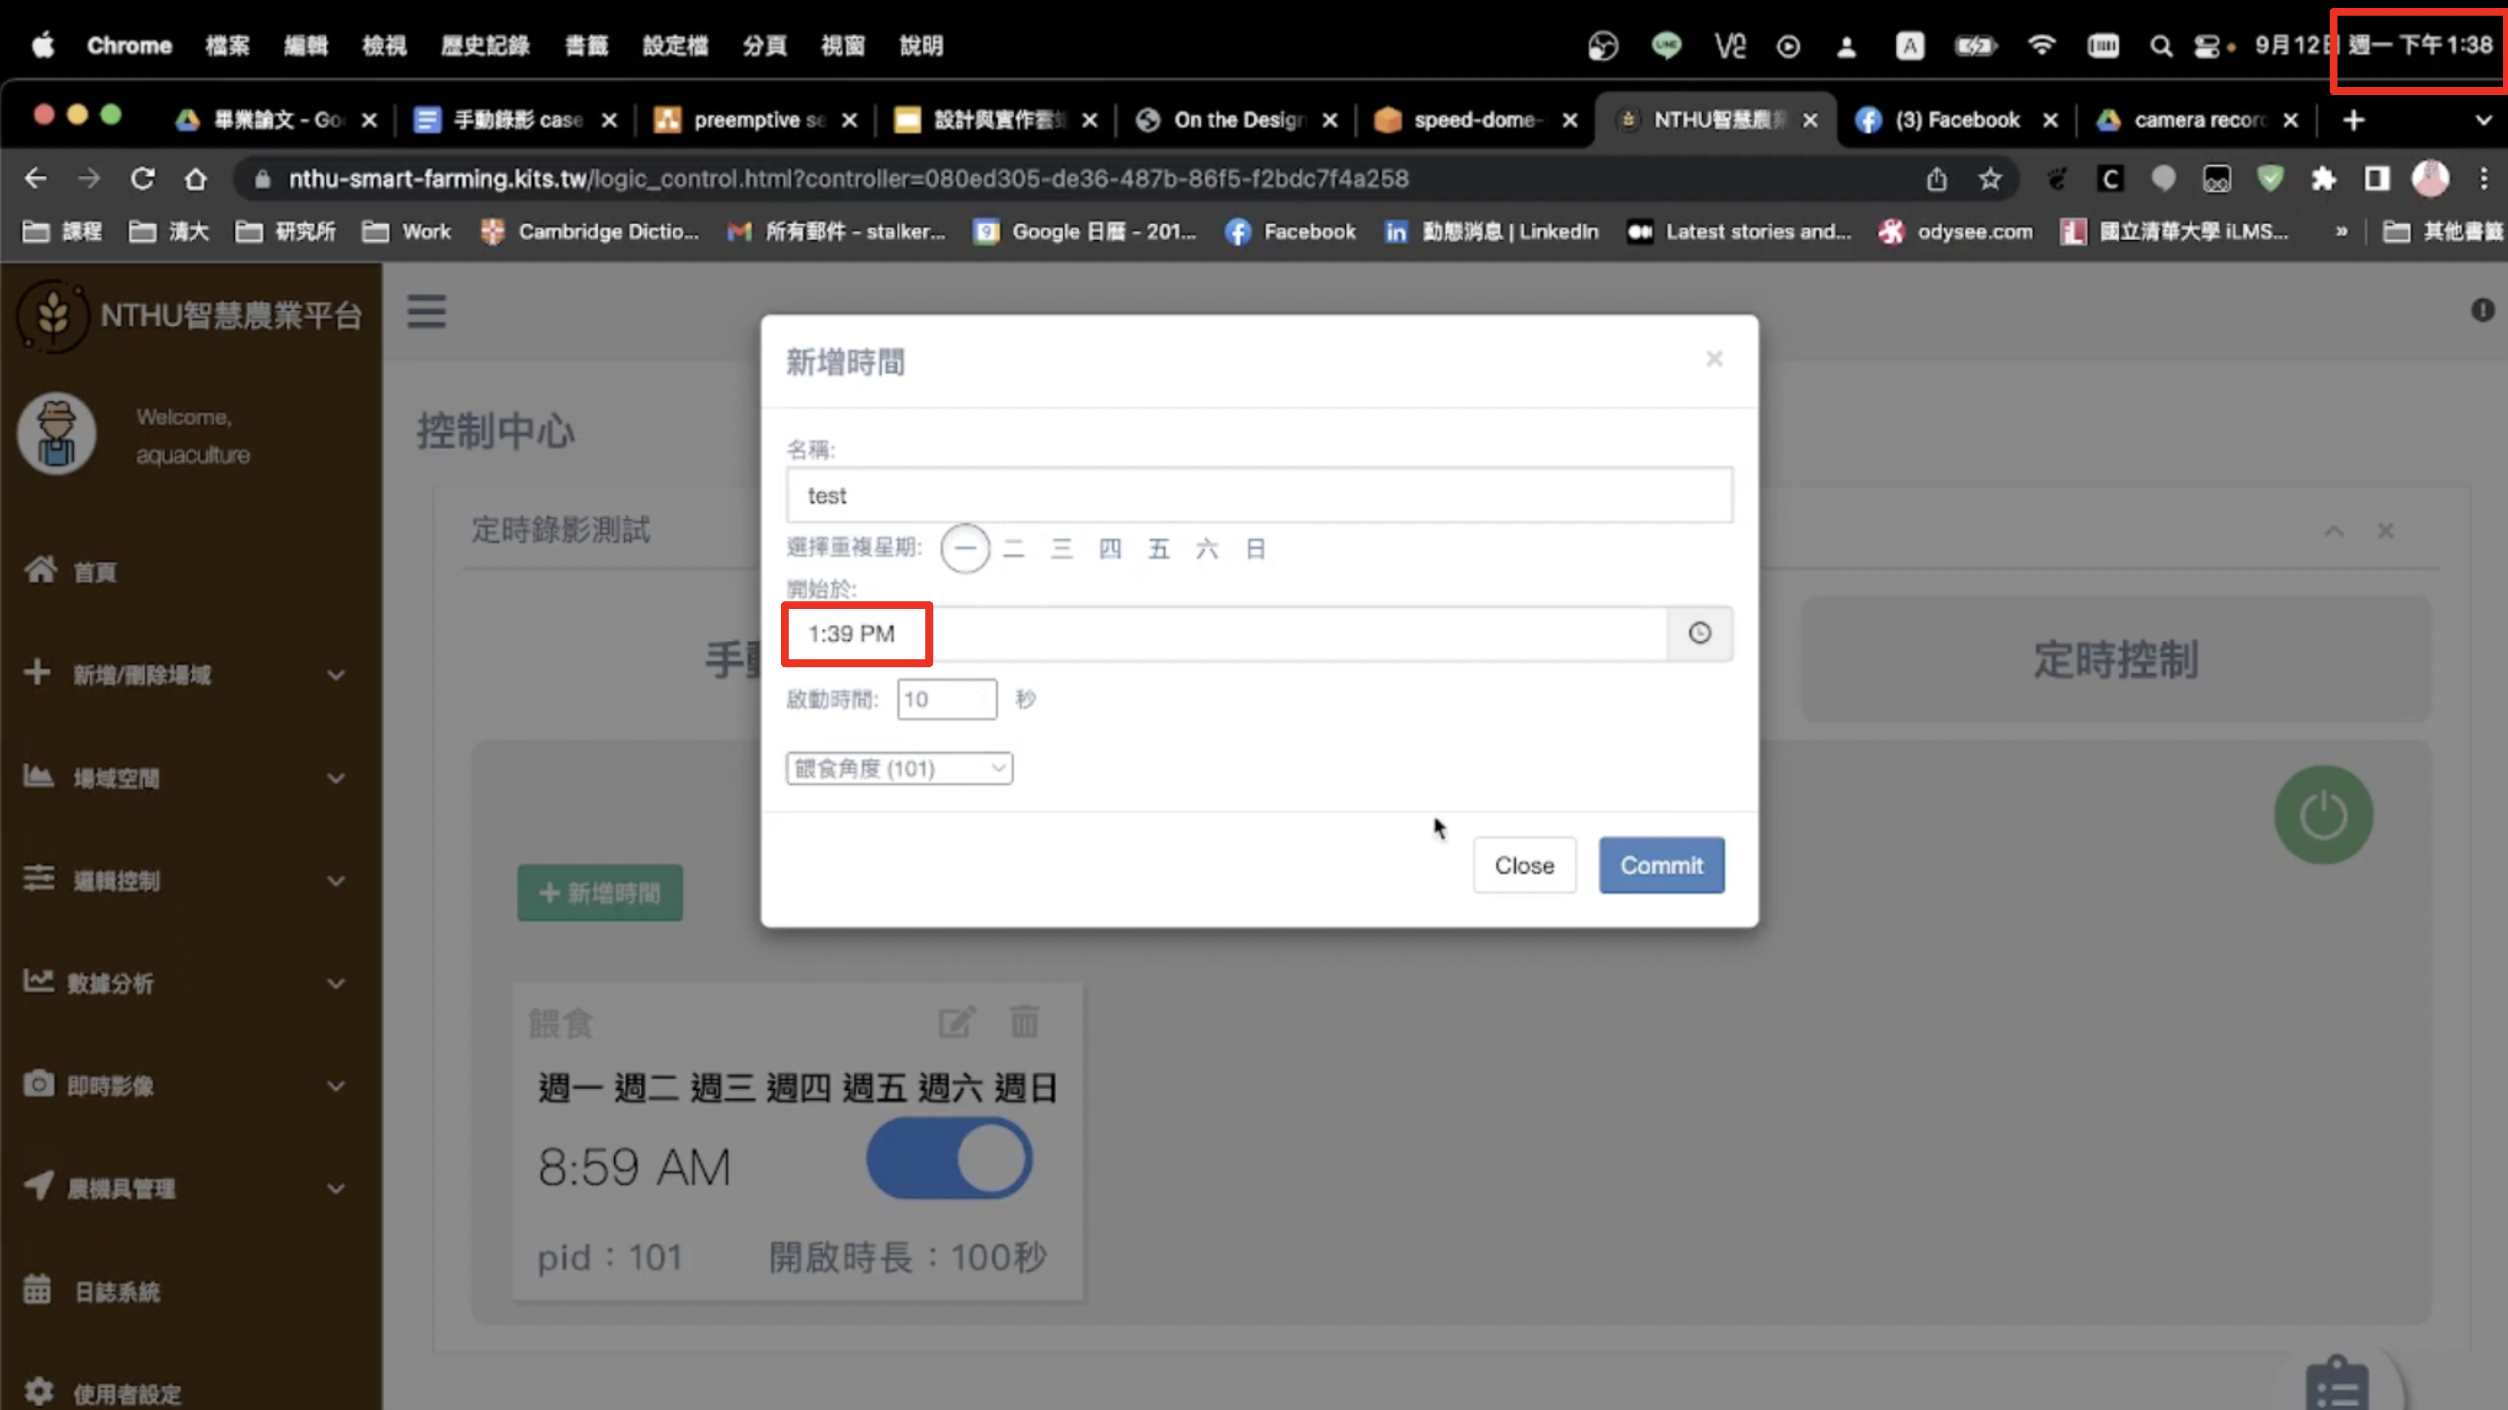 Chrome 檔案 編輯 檢視 歷史記錄 書籤 設定檔 分頁 視窗 說明 A 9月12日 週一 下午1:38
畢業論文 - Goo 手動錄影 case preemptive se 設計與實作雲端 On the Design speed-dome- NTHU智慧農業 (3) Facebook camera record
nthu-smart-farming.kits.tw/logic_control.html?controller=080ed305-de36-487b-86f5-f2bdc7f4a258
課程 清大 研究所 Work Cambridge Dictio... 所有郵件 - stalker... Google 日曆 - 201... Facebook 動態消息 | LinkedIn Latest stories and... odysee.com 國立清華大學 iLMS... » 其他書籤
NTHU智慧農業平台
Welcome,
aquaculture
首頁
新增/刪除場域
場域空間
邏輯控制
數據分析
即時影像
農機具管理
日誌系統
使用者設定
控制中心
定時錄影測試
手動
定時控制
新增時間
名稱:
test
選擇重複星期: 一 二 三 四 五 六 日
開始於:
1:39 PM
啟動時間: 10 秒
餵食角度 (101)
Close Commit
新增時間
餵食
週一 週二 週三 週四 週五 週六 週日
8:59 AM
pid：101 開啟時長：100秒